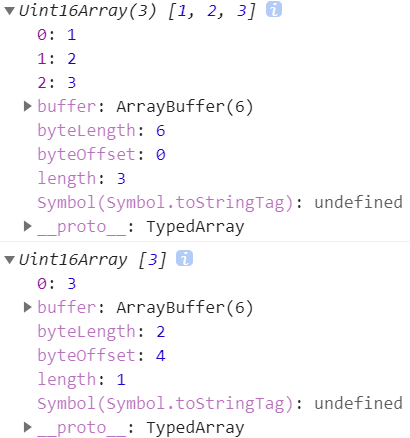 ▼Uint16Array(3) [1, 2, 3] i
0: 1
1: 2
2: 3
▶buffer: ArrayBuffer(6)
byteLength: 6
byteOffset: 0
length: 3
Symbol(Symbol.toStringTag): undefined
▶__proto__: TypedArray
▼Uint16Array [3] i
0: 3
▶buffer: ArrayBuffer(6)
byteLength: 2
byteOffset: 4
length: 1
Symbol(Symbol.toStringTag): undefined
▶__proto__: TypedArray